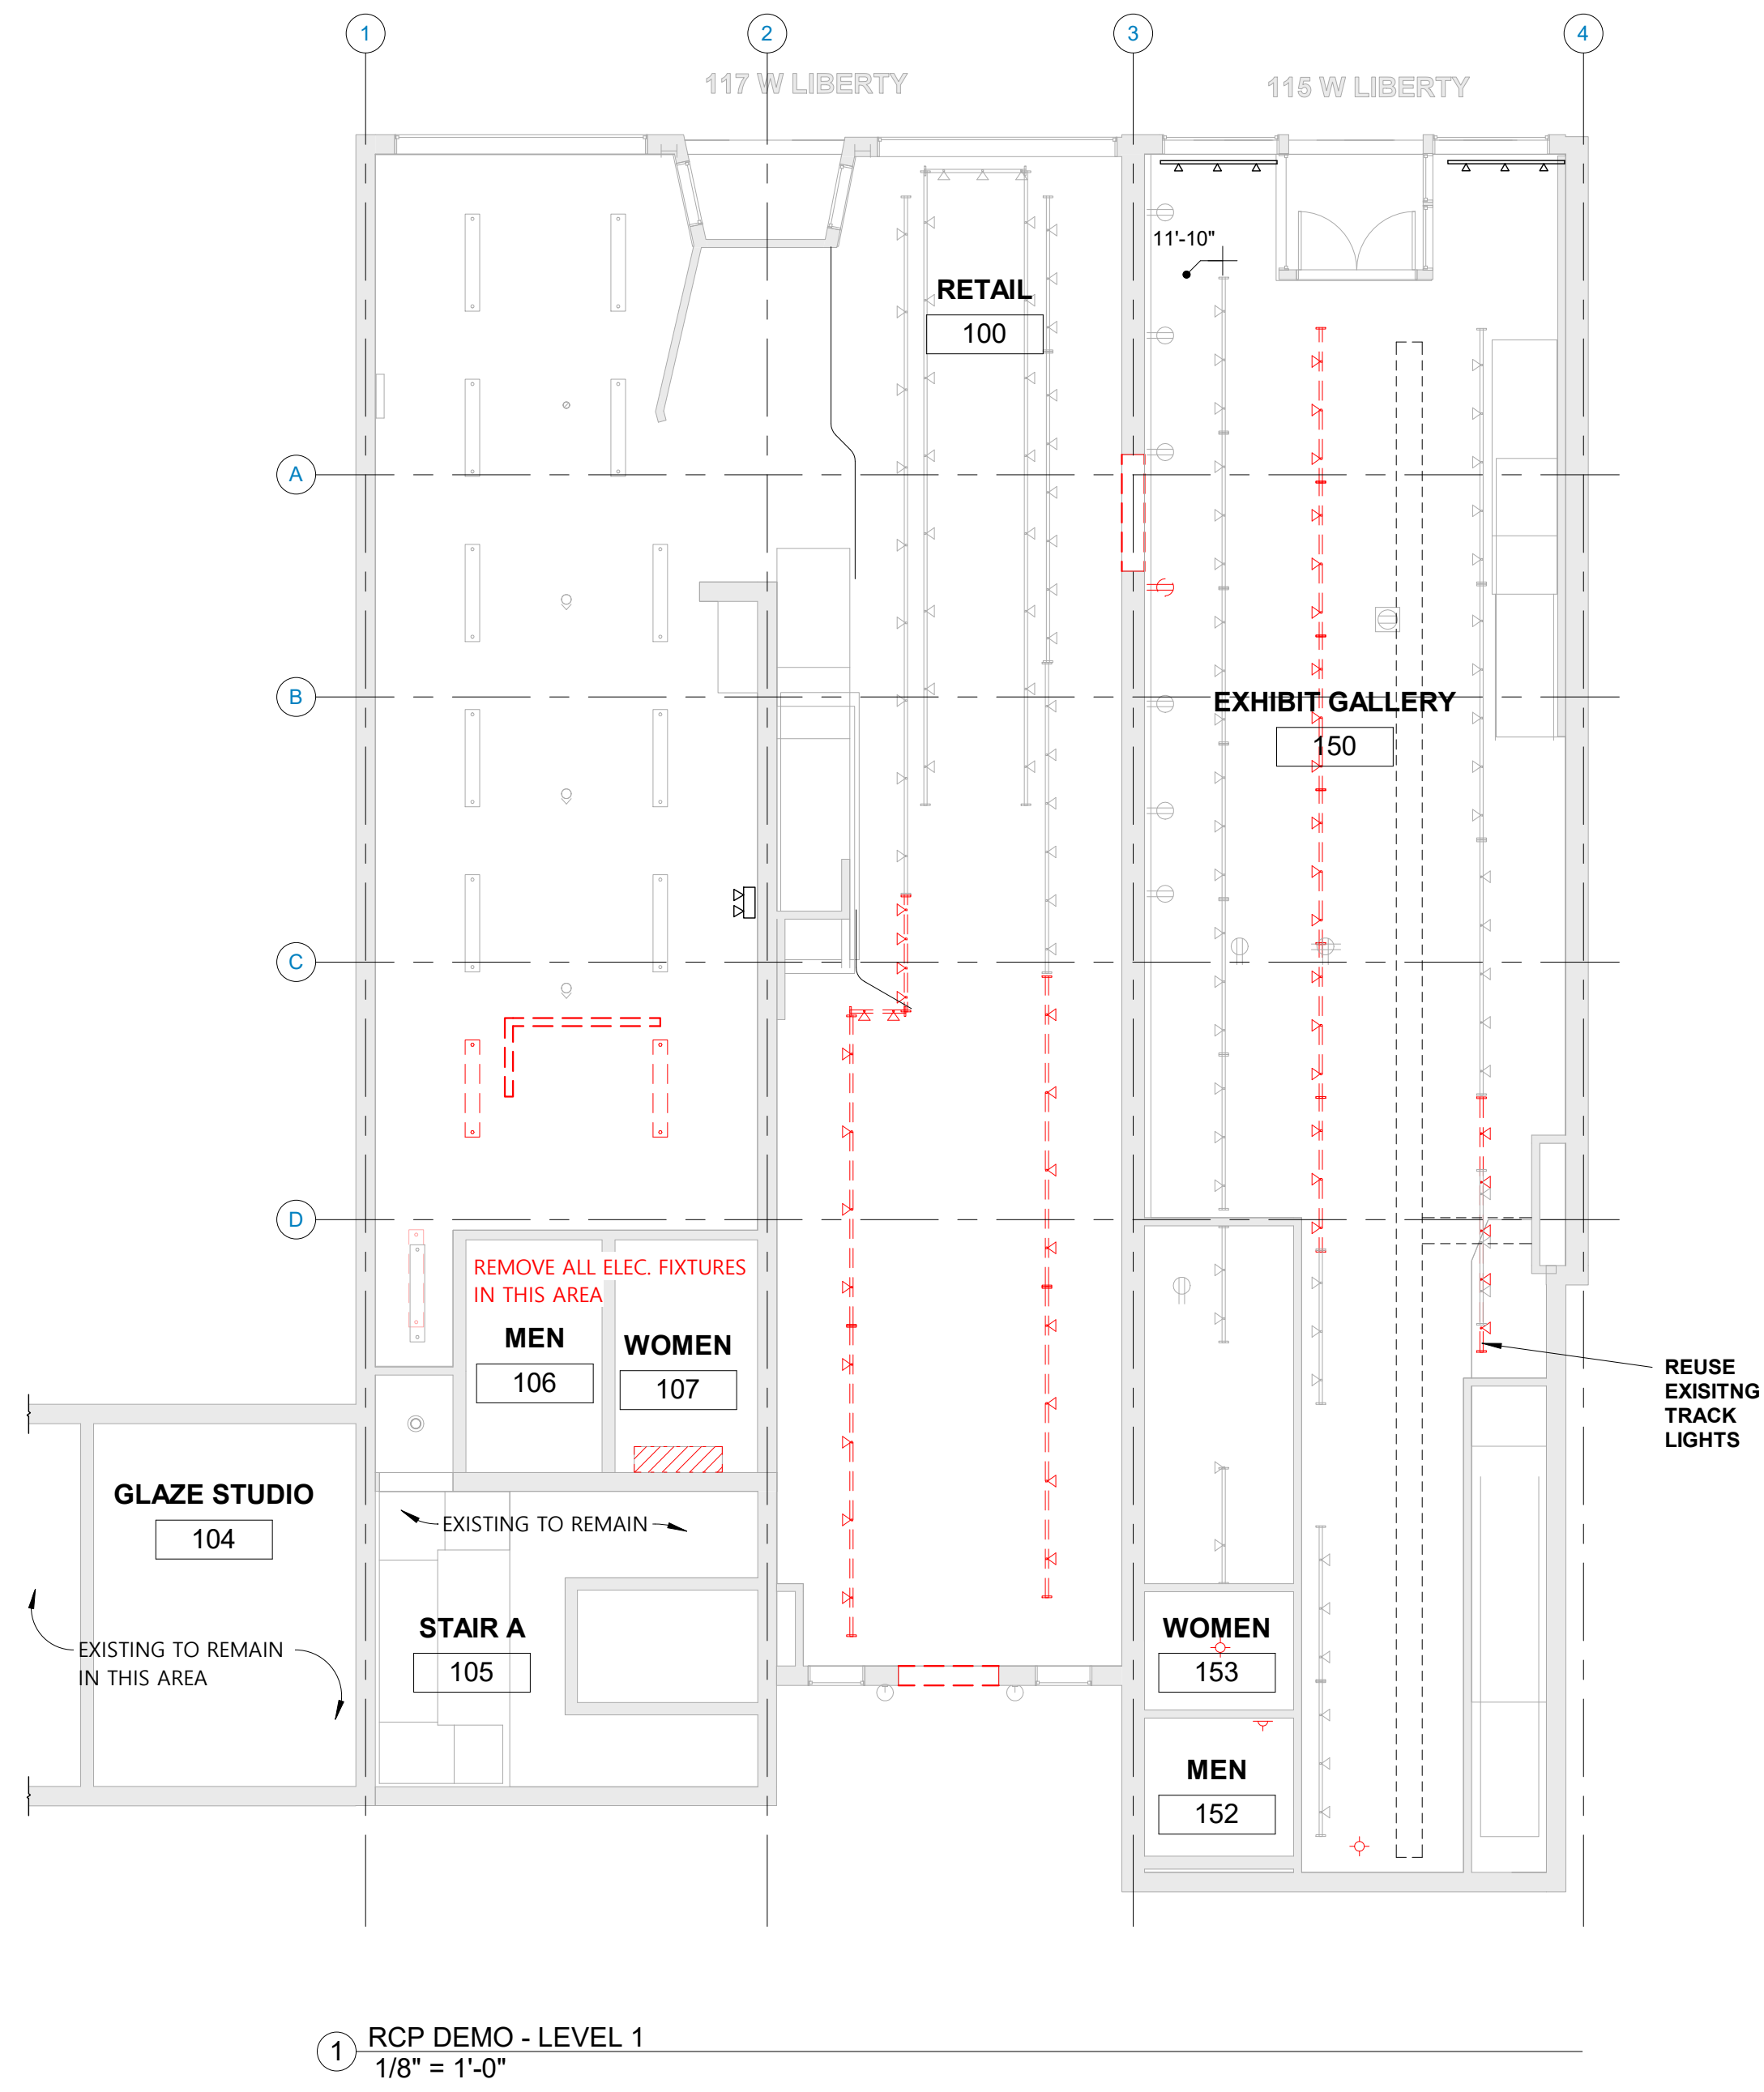 1
2
3
4
117 W LIBERTY
115 W LIBERTY
11'-10"
RETAIL
100
A
B
EXHIBIT GALLERY
150
C
D
REMOVE ALL ELEC. FIXTURES
IN THIS AREA
MEN
106
WOMEN
107
REUSE
EXISITNG
TRACK
LIGHTS
GLAZE STUDIO
104
EXISTING TO REMAIN
STAIR A
105
EXISTING TO REMAIN
IN THIS AREA
WOMEN
153
MEN
152
1
RCP DEMO - LEVEL 1
1/8" = 1'-0"